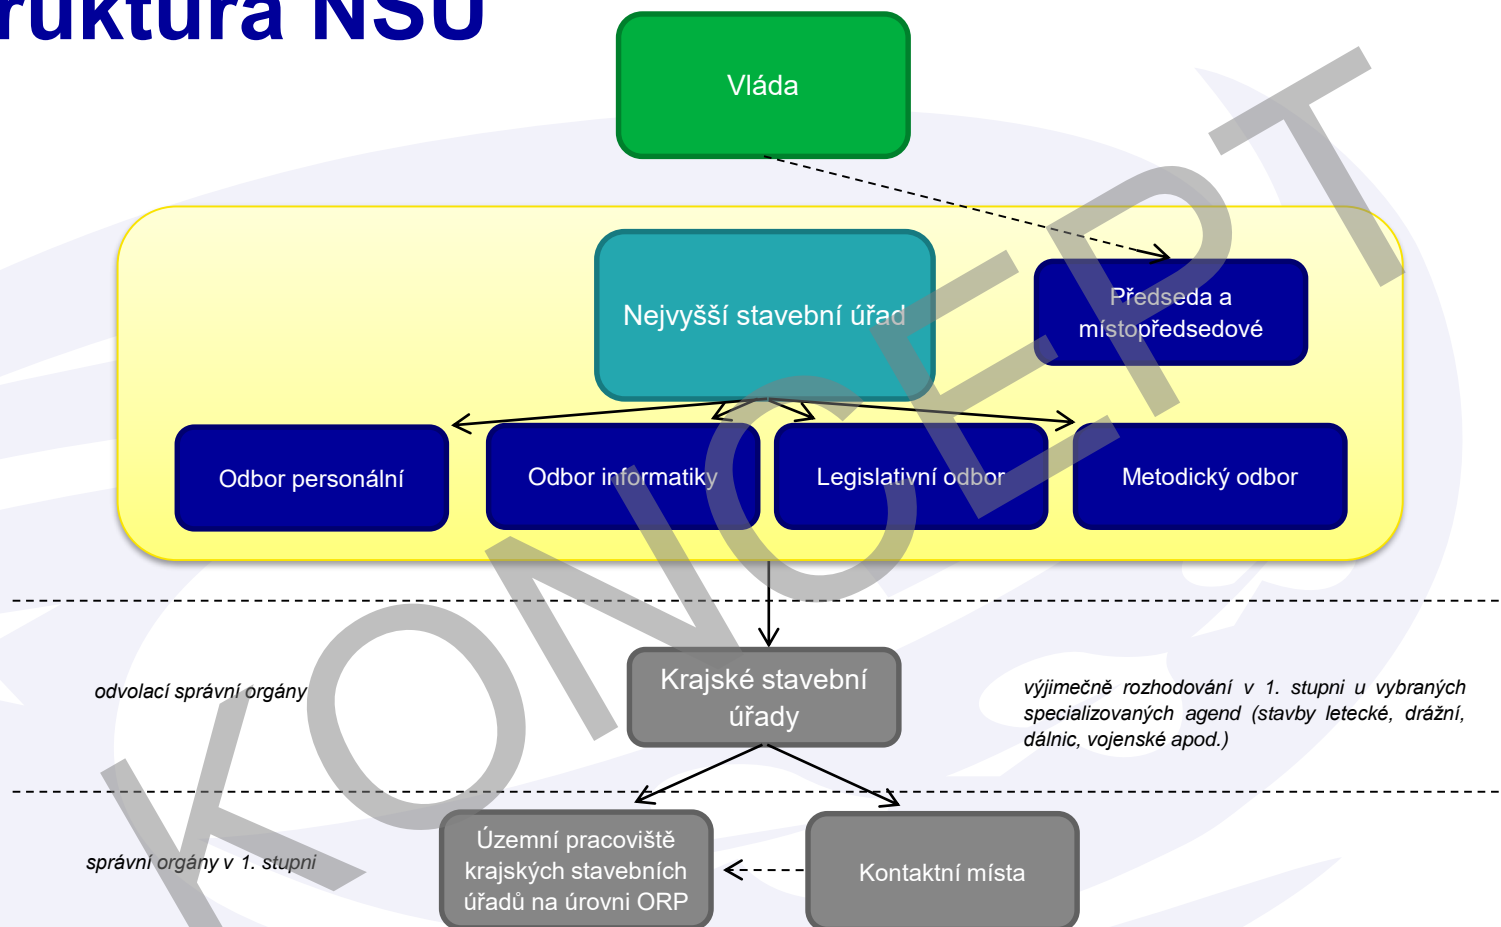 ruktura NSÚ
Vláda
Nejvyšší stavební úřad
Předseda a
místopředsedové
Odbor personální
Odbor informatiky
Legislativní odbor
Metodický odbor
KONCEPT
odvolací správní orgány
Krajské stavební
úřady
výjimečně rozhodování v 1. stupni u vybraných
specializovaných agend (stavby letecké, drážní,
dálnic, vojenské apod.)
správní orgány v 1. stupni
Územní pracoviště
krajských stavebních
úřadů na úrovni ORP
Kontaktní místa